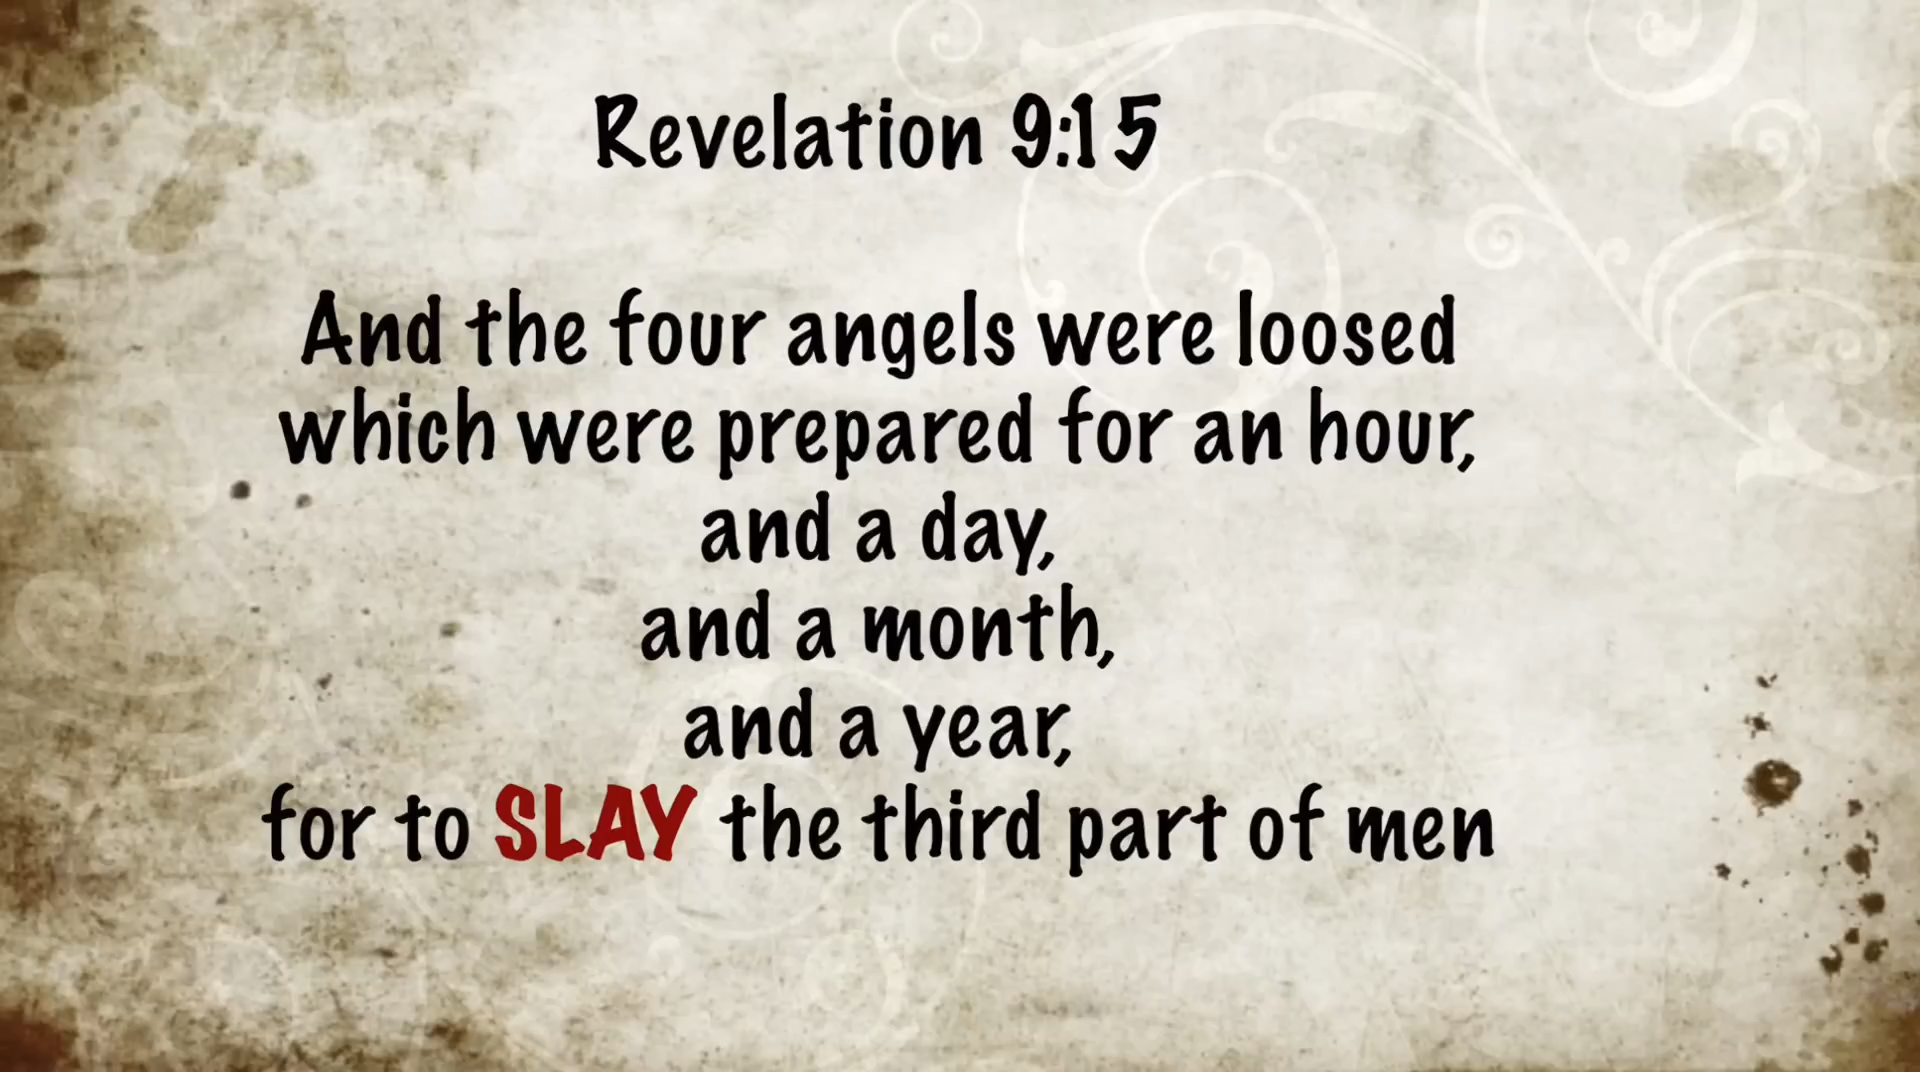 Revelation 9:15
And the four angels were loosed
which were prepared for an hour,
and a day,
and a month,
and a year,
for to SLAY the third part of men